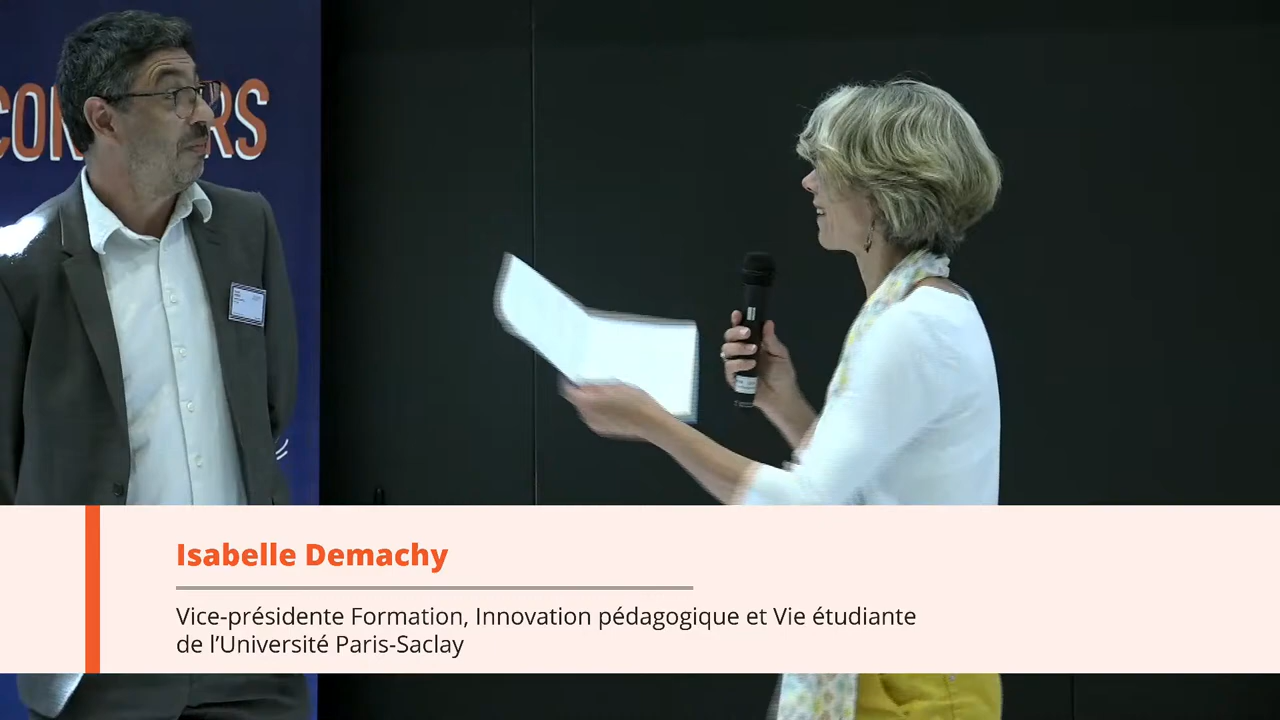 Isabelle Demachy
Vice-présidente Formation, Innovation pédagogique et Vie étudiante
de l'Université Paris-Saclay